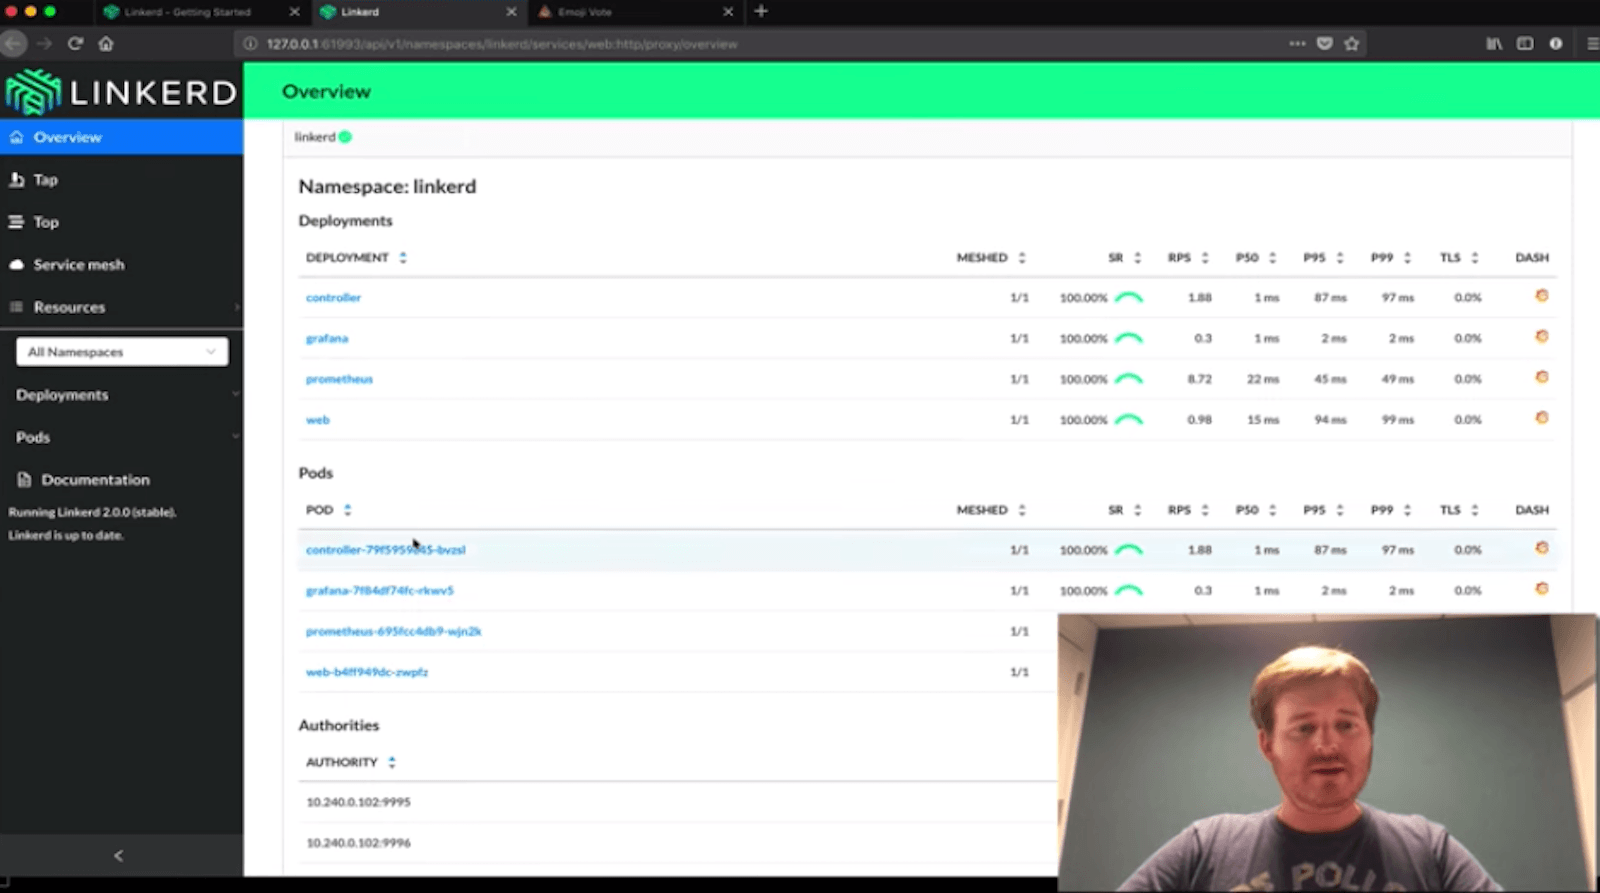 Linkerd - Getting Started
Linkerd
Emoji Vote
127.0.0.1:61993/api/v1/namespaces/linkerd/services/web:http/proxy/overview
LINKERD
Overview
Overview
Tap
Top
Service mesh
Resources
All Namespaces
Deployments
Pods
Documentation
Running Linkerd 2.0.0 (stable).
Linkerd is up to date.
linkerd
Namespace: linkerd
Deployments
DEPLOYMENT MESHED SR RPS P50 P95 P99 TLS DASH
controller 1/1 100.00% 1.88 1 ms 87 ms 97 ms 0.0%
grafana 1/1 100.00% 0.3 1 ms 2 ms 2 ms 0.0%
prometheus 1/1 100.00% 8.72 22 ms 45 ms 49 ms 0.0%
web 1/1 100.00% 0.98 15 ms 94 ms 99 ms 0.0%
Pods
POD MESHED SR RPS P50 P95 P99 TLS DASH
1/1 100.00% 1.88 1 ms 87 ms 97 ms 0.0%
grafana-7f84df74fc-rkwv5 1/1 100.00% 0.3 1 ms 2 ms 2 ms 0.0%
prometheus-695fcc4db9-wjn2k 1/1
web-b4ff949dc-zwpfz 1/1
Authorities
AUTHORITY
10.240.0.102:9995
10.240.0.102:9996